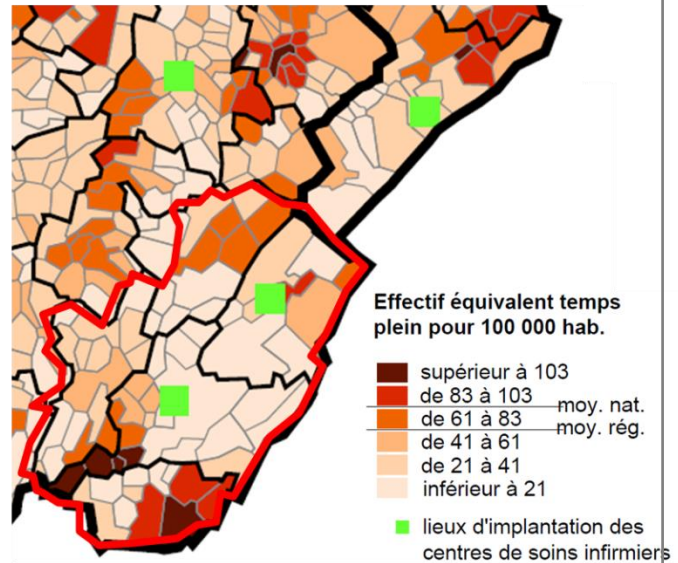 Effectif équivalent temps
plein pour 100 000 hab.
supérieur à 103
de 83 à 103
moy. nat.
de 61 à 83
moy. rég.
de 41 à 61
de 21 à 41
inférieur à 21
lieux d'implantation des
centres de soins infirmiers